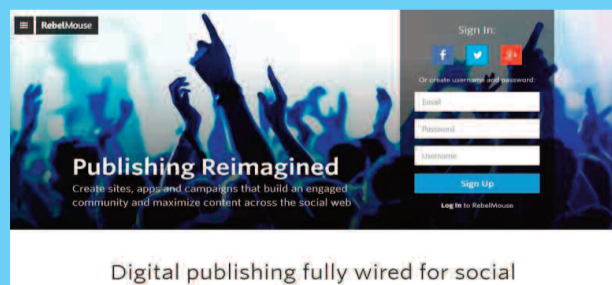 RebelMouse
Sign In:
f
g+
Or create username and password:
Email
Password
Username
Sign Up
Log In to RebelMouse
Publishing Reimagined
Create sites, apps and campaigns that build an engaged
community and maximize content across the social web
Digital publishing fully wired for social